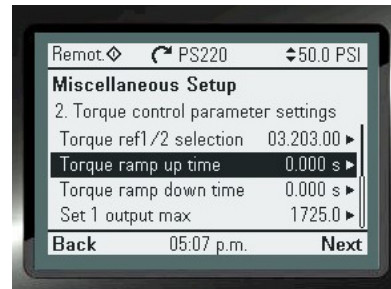 Remot. PS220 50.0 PSI
Miscellaneous Setup
2. Torque control parameter settings
Torque ref1/2 selection 03.203.00
Torque ramp up time 0.000 s
Torque ramp down time 0.000 s
Set 1 output max 1725.0
Back 05:07 p.m. Next